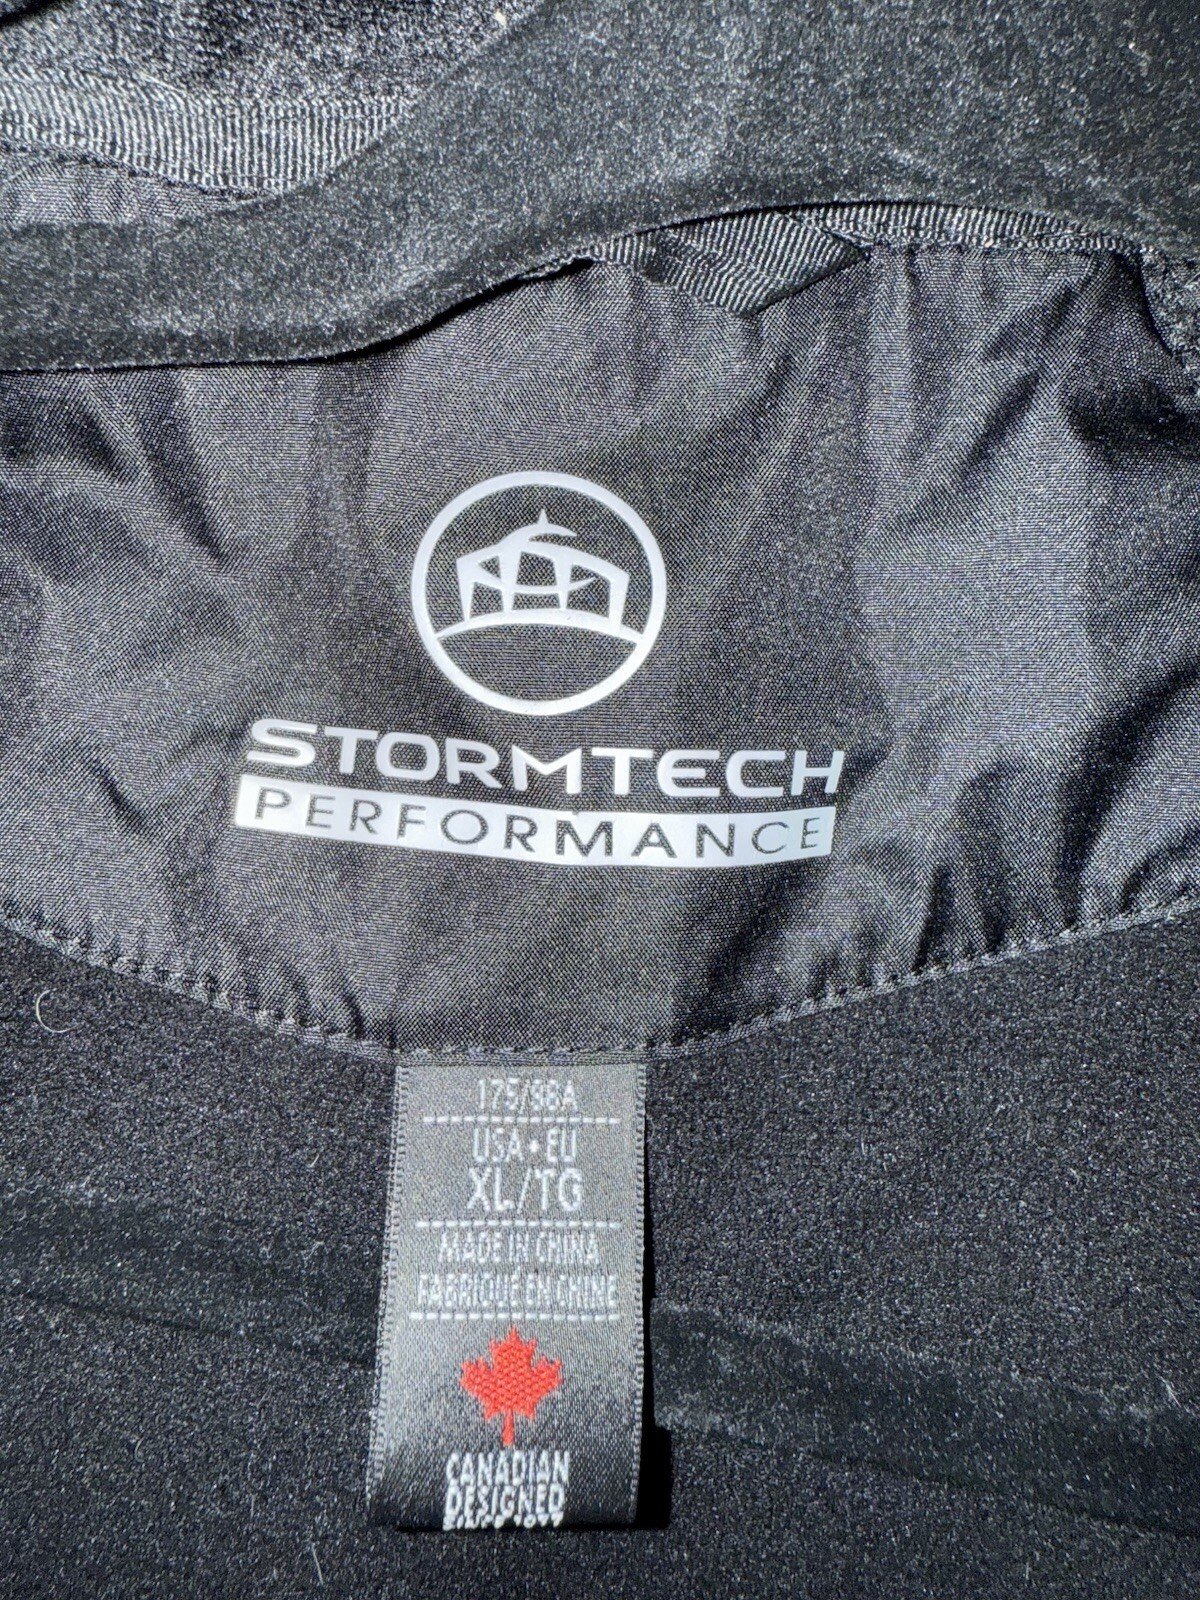 STORMTECH
PERFORMANCE
175/98A
USA • EU
XL/TG
MADE IN CHINA
FABRIQUÉ EN CHINE
CANADIAN
DESIGNED